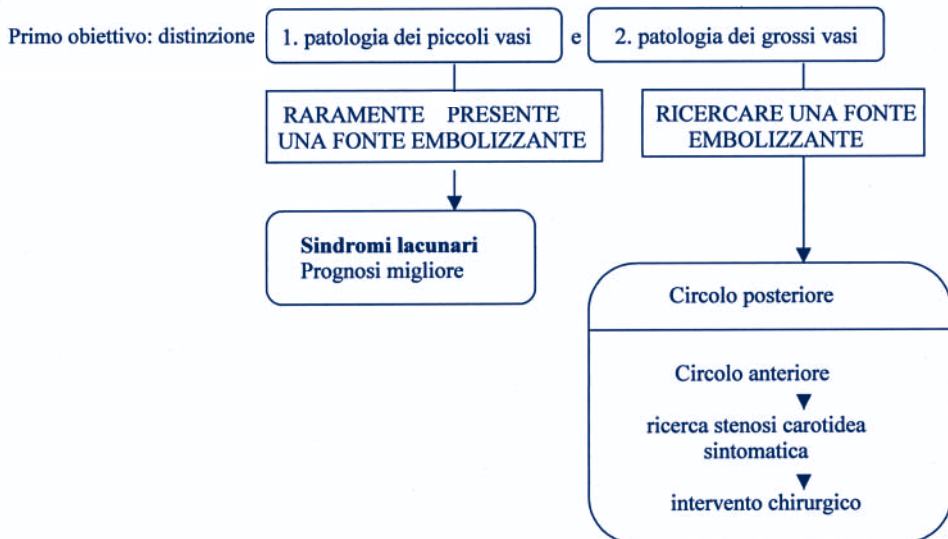 Primo obiettivo: distinzione 1. patologia dei piccoli vasi e 2. patologia dei grossi vasi
RARAMENTE PRESENTE
UNA FONTE EMBOLIZZANTE
RICERCARE UNA FONTE
EMBOLIZZANTE
Sindromi lacunari
Prognosi migliore
Circolo posteriore
Circolo anteriore
ricerca stenosi carotidea
sintomatica
intervento chirurgico